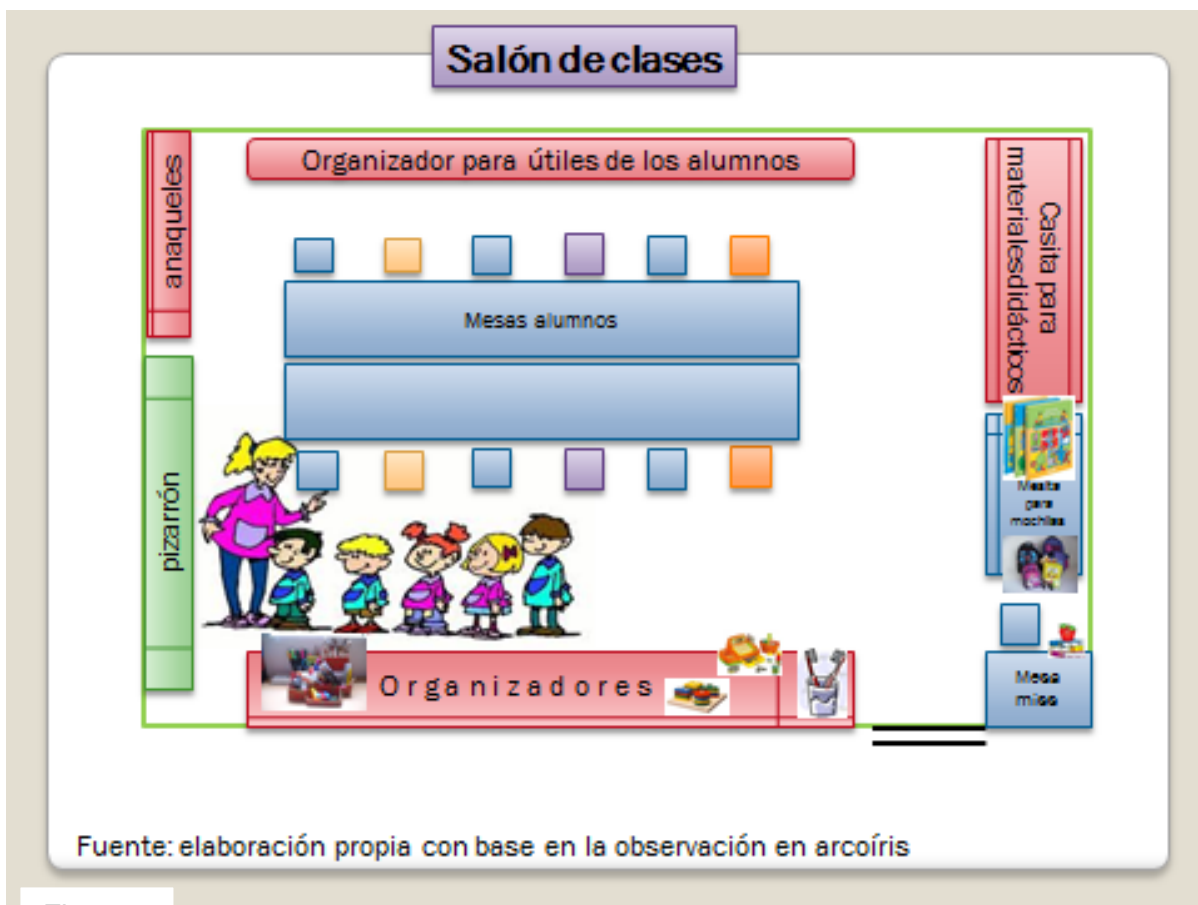 Salón de clases
anaqueles
Organizador para útiles de los alumnos
Casita para
materialesdidácticos
Mesas alumnos
pizarrón
Mesita
para
mochilas
Organizadores
Mesa
miss
Fuente: elaboración propia con base en la observación en arcoíris